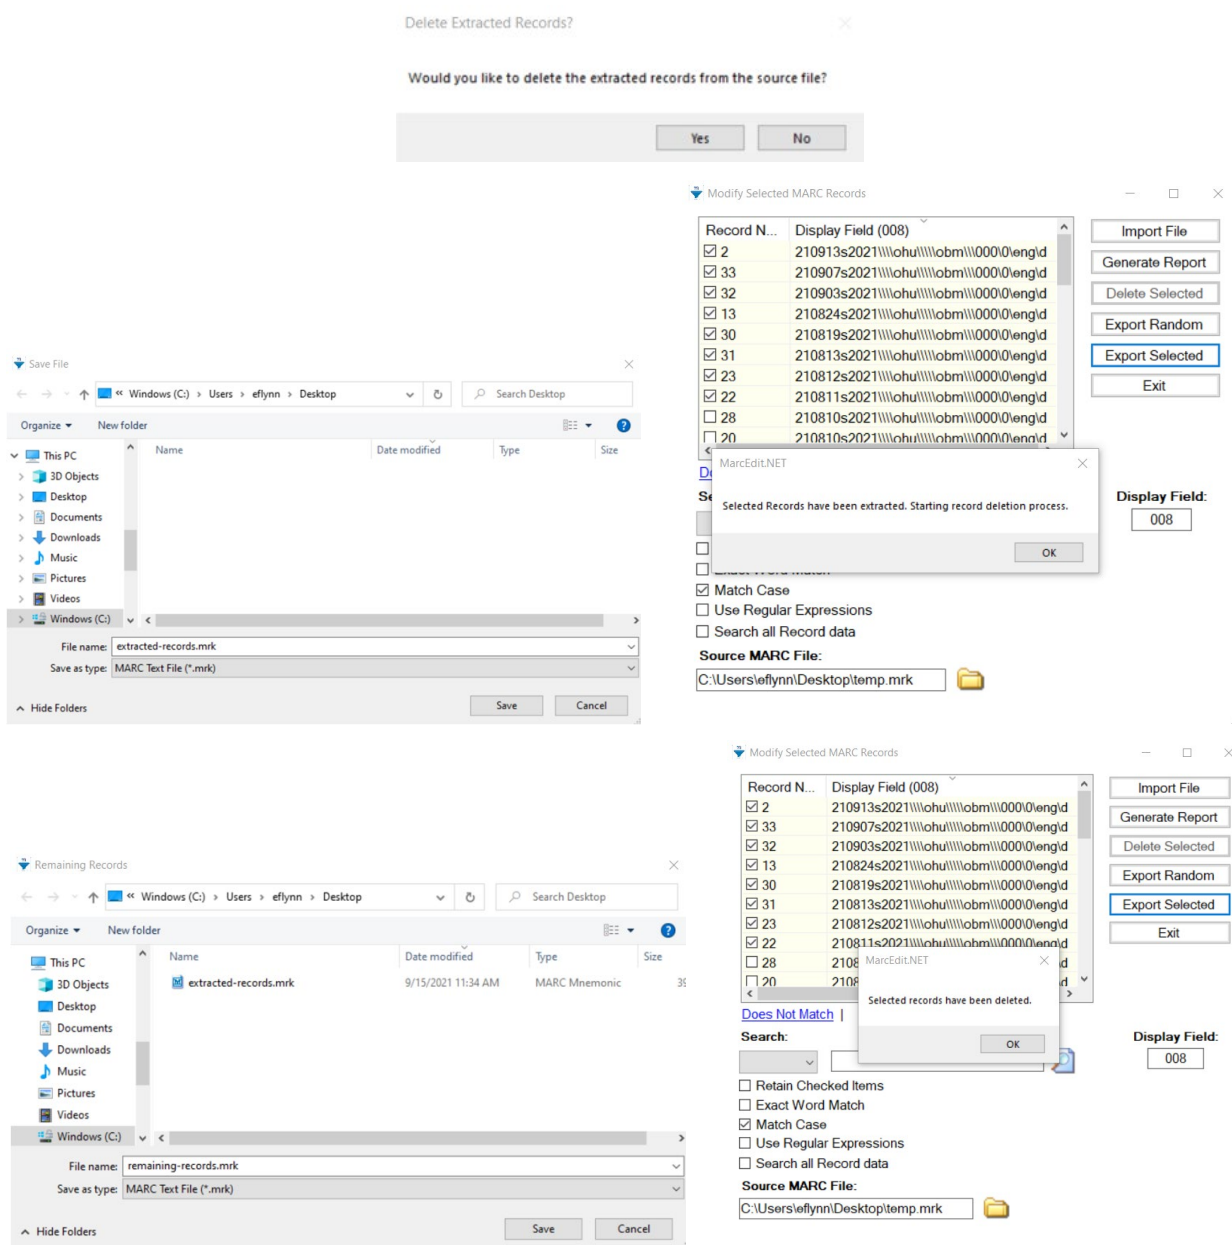 Delete Extracted Records?
Would you like to delete the extracted records from the source file?
Yes No
Modify Selected MARC Records
Record N... Display Field (008)
2 210913s2021\\\\ohu\\\\\obm\\\000\0\eng\d
33 210907s2021\\\\ohu\\\\\obm\\\000\0\eng\d
32 210903s2021\\\\ohu\\\\\obm\\\000\0\eng\d
13 210824s2021\\\\ohu\\\\\obm\\\000\0\eng\d
30 210819s2021\\\\ohu\\\\\obm\\\000\0\eng\d
31 210813s2021\\\\ohu\\\\\obm\\\000\0\eng\d
23 210812s2021\\\\ohu\\\\\obm\\\000\0\eng\d
22 210811s2021\\\\ohu\\\\\obm\\\000\0\eng\d
28 210810s2021\\\\ohu\\\\\obm\\\000\0\eng\d
20 210810s2021\\\\ohu\\\\\obm\\\000\0\eng\d
Import File
Generate Report
Delete Selected
Export Random
Export Selected
Exit
MarcEdit.NET
Selected Records have been extracted. Starting record deletion process.
OK
Display Field:
008
Match Case
Use Regular Expressions
Search all Record data
Source MARC File:
C:\Users\eflynn\Desktop\temp.mrk
Save File
« Windows (C:) › Users › eflynn › Desktop
Search Desktop
Organize New folder
Name Date modified Type Size
This PC
3D Objects
Desktop
Documents
Downloads
Music
Pictures
Videos
Windows (C:)
File name: extracted-records.mrk
Save as type: MARC Text File (*.mrk)
Hide Folders
Save Cancel
Modify Selected MARC Records
Record N... Display Field (008)
2 210913s2021\\\\ohu\\\\\obm\\\000\0\eng\d
33 210907s2021\\\\ohu\\\\\obm\\\000\0\eng\d
32 210903s2021\\\\ohu\\\\\obm\\\000\0\eng\d
13 210824s2021\\\\ohu\\\\\obm\\\000\0\eng\d
30 210819s2021\\\\ohu\\\\\obm\\\000\0\eng\d
31 210813s2021\\\\ohu\\\\\obm\\\000\0\eng\d
23 210812s2021\\\\ohu\\\\\obm\\\000\0\eng\d
22 210811s2021\\\\ohu\\\\\obm\\\000\0\eng\d
28 2108
20 2108
Import File
Generate Report
Delete Selected
Export Random
Export Selected
Exit
MarcEdit.NET
Selected records have been deleted.
OK
Does Not Match |
Search:
Display Field:
008
Retain Checked Items
Exact Word Match
Match Case
Use Regular Expressions
Search all Record data
Source MARC File:
C:\Users\eflynn\Desktop\temp.mrk
Remaining Records
« Windows (C:) › Users › eflynn › Desktop
Search Desktop
Organize New folder
Name Date modified Type Size
extracted-records.mrk 9/15/2021 11:34 AM MARC Mnemonic 39
This PC
3D Objects
Desktop
Documents
Downloads
Music
Pictures
Videos
Windows (C:)
File name: remaining-records.mrk
Save as type: MARC Text File (*.mrk)
Hide Folders
Save Cancel